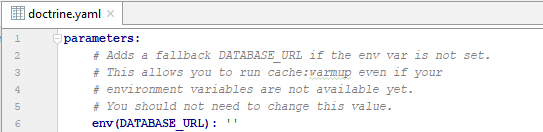 doctrine.yaml
1 parameters:
2 # Adds a fallback DATABASE_URL if the env var is not set.
3 # This allows you to run cache:warmup even if your
4 # environment variables are not available yet.
5 # You should not need to change this value.
6 env(DATABASE_URL): ''